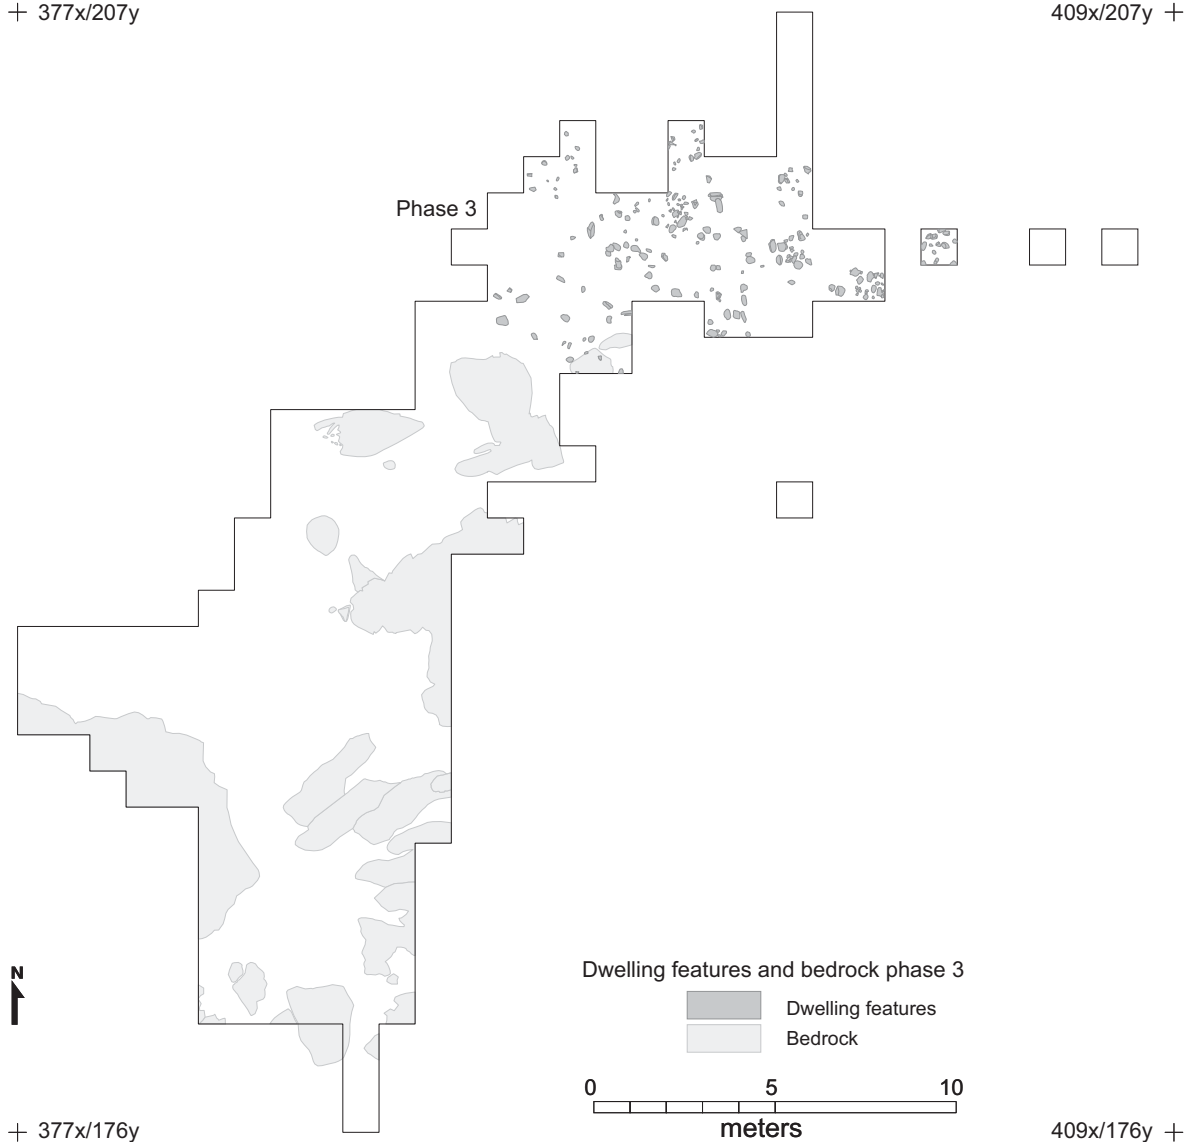 377x/207y
409x/207y
Phase 3
N
Dwelling features and bedrock phase 3
Dwelling features
Bedrock
0 5 10
meters
377x/176y
409x/176y